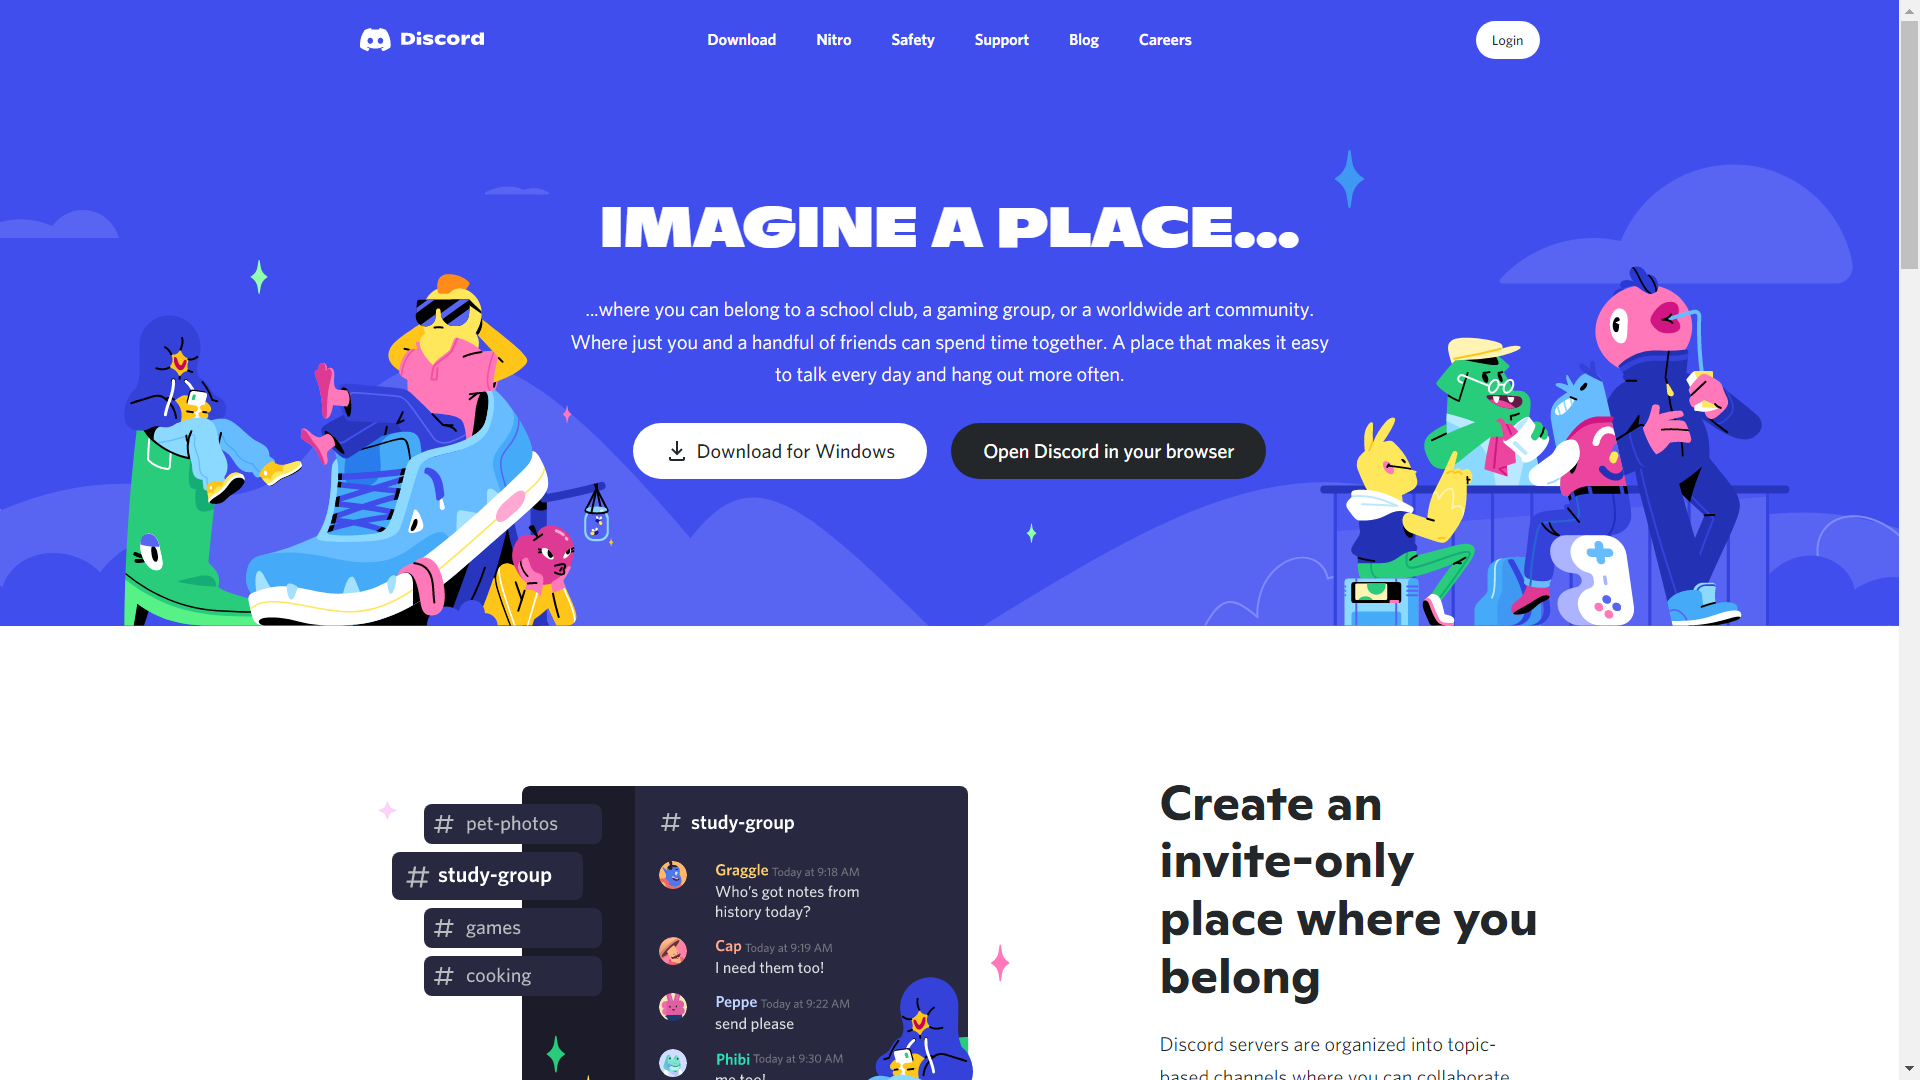 Discord
Download
Nitro
Safety
Support
Blog
Careers
Login
IMAGINE A PLACE...
...where you can belong to a school club, a gaming group, or a worldwide art community.
Where just you and a handful of friends can spend time together. A place that makes it easy
to talk every day and hang out more often.
Download for Windows
Open Discord in your browser
# pet-photos
# study-group
# games
# cooking
# study-group
Graggle Today at 9:18 AM
Who's got notes from
history today?
Cap Today at 9:19 AM
I need them too!
Peppe Today at 9:22 AM
send please
Phibi Today at 9:30 AM
me too!
Create an
invite-only
place where you
belong
Discord servers are organized into topic-
based channels where you can collaborate,